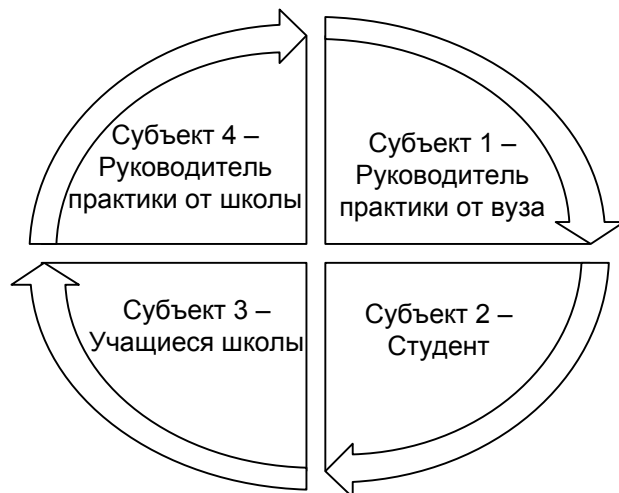 Субъект 4 –
Руководитель
практики от школы
Субъект 1 –
Руководитель
практики от вуза
Субъект 3 –
Учащиеся школы
Субъект 2 –
Студент